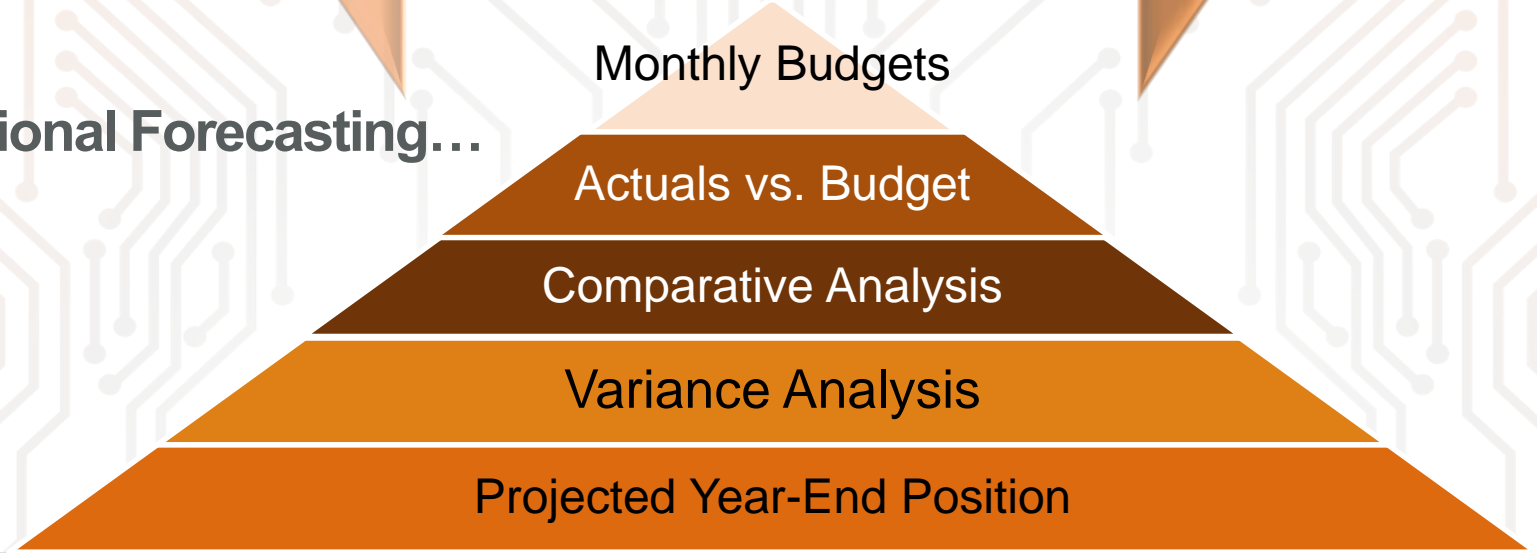 Monthly Budgets
ional Forecasting…
Actuals vs. Budget
Comparative Analysis
Variance Analysis
Projected Year-End Position